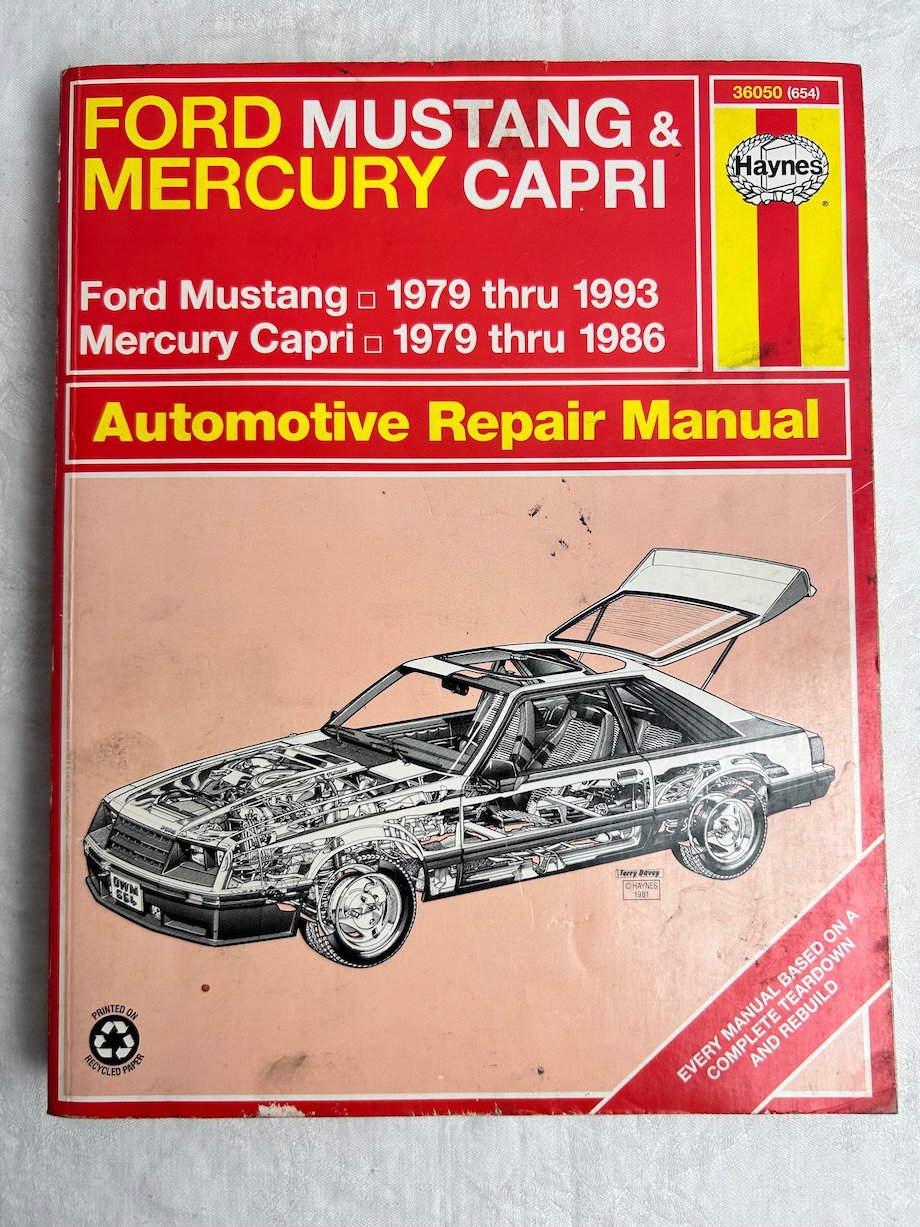 FORD MUSTANG &
MERCURY CAPRI
Ford Mustang □ 1979 thru 1993
Mercury Capri □ 1979 thru 1986
36050 (654)
Haynes
®
Automotive Repair Manual
Terry Davey
© HAYNES
1981
PRINTED ON
RECYCLED PAPER
EVERY MANUAL BASED ON A
COMPLETE TEARDOWN
AND REBUILD